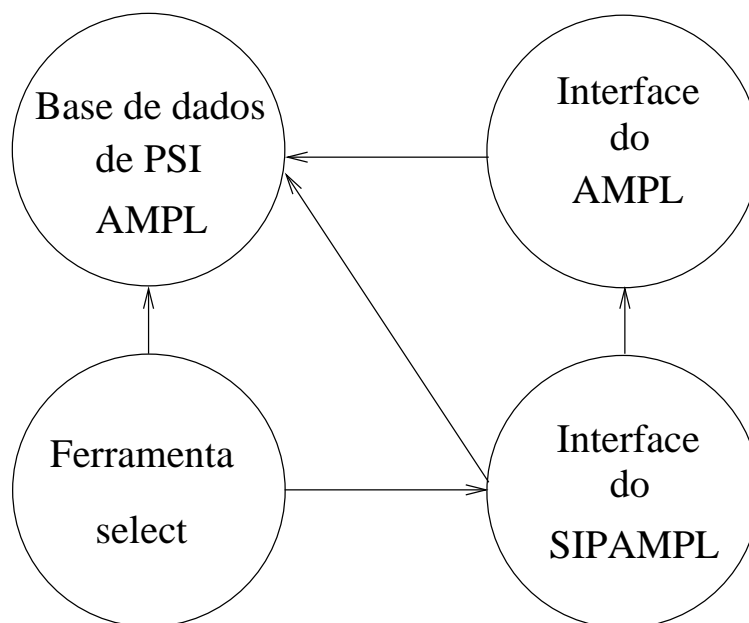 Base de dados
de PSI
AMPL
Interface
do
AMPL
Ferramenta
select
Interface
do
SIPAMPL